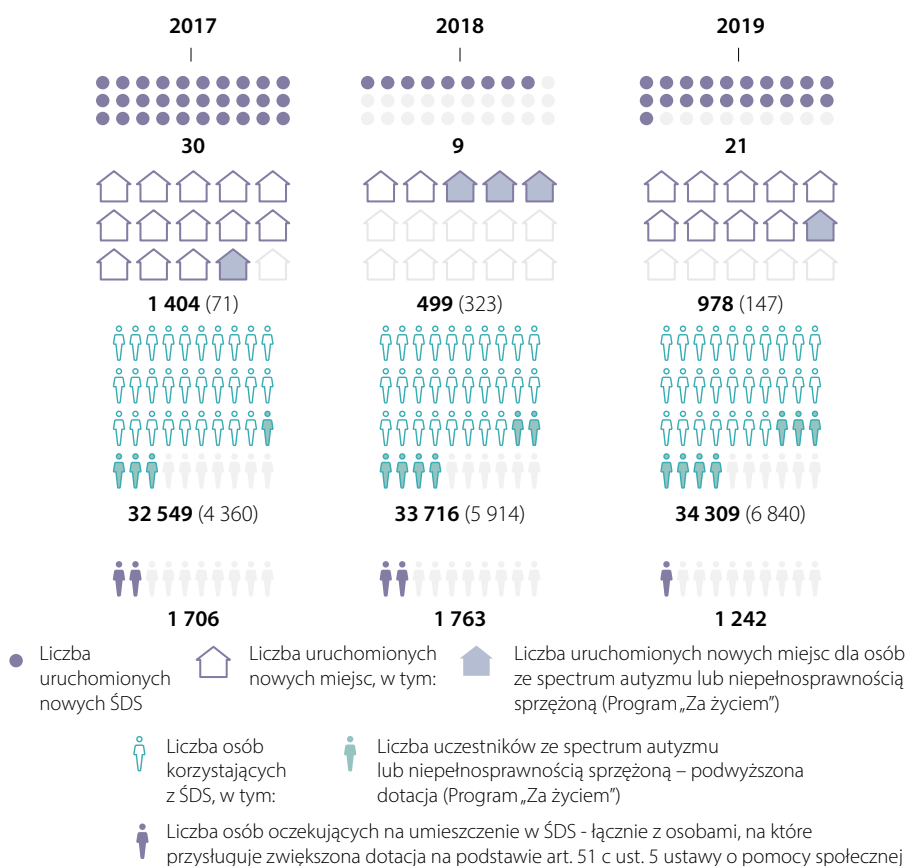 2017 2018 2019
30 9 21
1 404 (71) 499 (323) 978 (147)
32 549 (4 360) 33 716 (5 914) 34 309 (6 840)
1 706 1 763 1 242
Liczba
uruchomionych
nowych ŚDS
Liczba uruchomionych
nowych miejsc, w tym:
Liczba uruchomionych nowych miejsc dla osób
ze spectrum autyzmu lub niepełnosprawnością
sprzężoną (Program „Za życiem”)
Liczba osób
korzystających
z ŚDS, w tym:
Liczba uczestników ze spectrum autyzmu
lub niepełnosprawnością sprzężoną – podwyższona
dotacja (Program „Za życiem”)
Liczba osób oczekujących na umieszczenie w ŚDS - łącznie z osobami, na które
przysługuje zwiększona dotacja na podstawie art. 51 c ust. 5 ustawy o pomocy społecznej